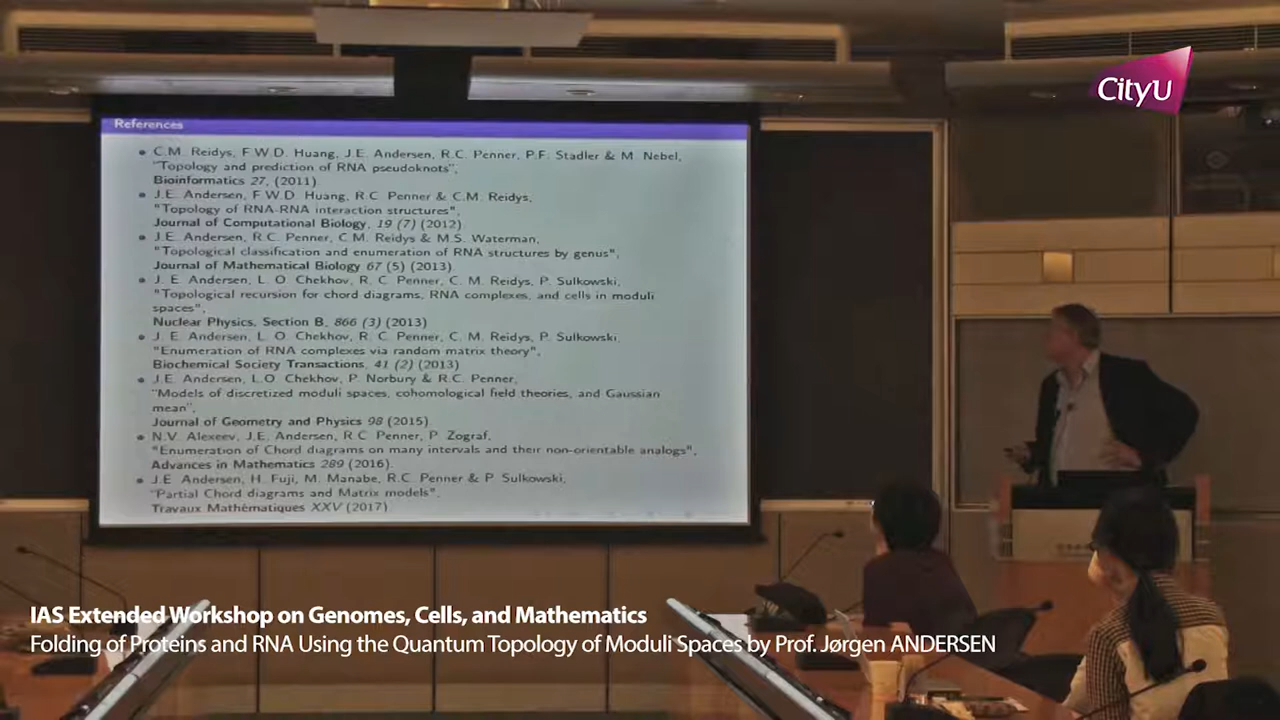 CityU
References
C.M. Reidys, F.W.D. Huang, J.E. Andersen, R.C. Penner, P.F. Stadler & M. Nebel,
"Topology and prediction of RNA pseudoknots",
Bioinformatics 27, (2011)
J.E. Andersen, F.W.D. Huang, R.C. Penner & C.M. Reidys,
"Topology of RNA-RNA interaction structures",
Journal of Computational Biology, 19 (7) (2012)
J.E. Andersen, R.C. Penner, C.M. Reidys & M.S. Waterman,
"Topological classification and enumeration of RNA structures by genus",
Journal of Mathematical Biology 67 (5) (2013)
J. E. Andersen, L. O. Chekhov, R. C. Penner, C. M. Reidys, P. Sulkowski,
"Topological recursion for chord diagrams, RNA complexes, and cells in moduli
spaces",
Nuclear Physics, Section B, 866 (3) (2013)
J. E. Andersen, L. O. Chekhov, R. C. Penner, C. M. Reidys, P. Sulkowski,
"Enumeration of RNA complexes via random matrix theory",
Biochemical Society Transactions, 41 (2) (2013)
J.E. Andersen, L.O. Chekhov, P. Norbury & R.C. Penner,
"Models of discretized moduli spaces, cohomological field theories, and Gaussian
mean",
Journal of Geometry and Physics 98 (2015)
N.V. Alexeev, J.E. Andersen, R.C. Penner, P. Zograf,
"Enumeration of Chord diagrams on many intervals and their non-orientable analogs",
Advances in Mathematics 289 (2016).
J.E. Andersen, H. Fuji, M. Manabe, R.C. Penner & P. Sulkowski,
"Partial Chord diagrams and Matrix models",
Travaux Mathématiques XXV (2017)
IAS Extended Workshop on Genomes, Cells, and Mathematics
Folding of Proteins and RNA Using the Quantum Topology of Moduli Spaces by Prof. Jørgen ANDERSEN